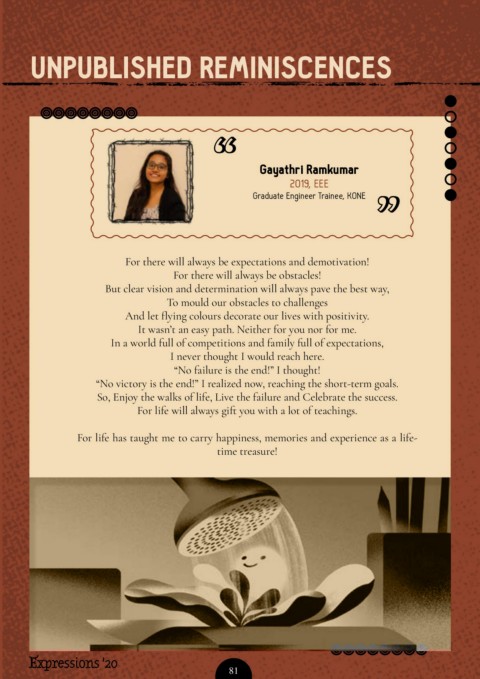 UNPUBLISHED REMINISCENCES
Gayathri Ramkumar
2019, EEE
Graduate Engineer Trainee, KONE
For there will always be expectations and demotivation!
For there will always be obstacles!
But clear vision and determination will always pave the best way,
To mould our obstacles to challenges
And let flying colours decorate our lives with positivity.
It wasn't an easy path. Neither for you nor for me.
In a world full of competitions and family full of expectations,
I never thought I would reach here.
“No failure is the end!” I thought!
“No victory is the end!” I realized now, reaching the short-term goals.
So, Enjoy the walks of life, Live the failure and Celebrate the success.
For life will always gift you with a lot of teachings.
For life has taught me to carry happiness, memories and experience as a life-
time treasure!
Expressions '20
81